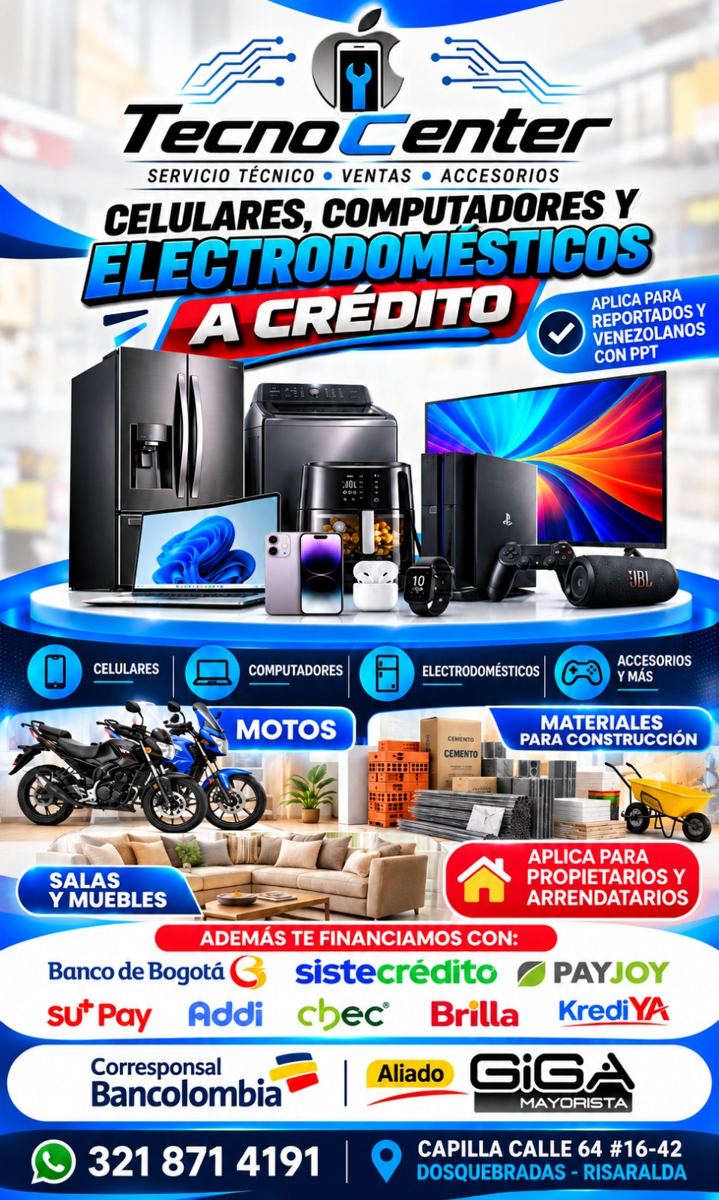 TecnoCenter
SERVICIO TÉCNICO • VENTAS • ACCESORIOS
CELULARES, COMPUTADORES Y
ELECTRODOMÉSTICOS
A CRÉDITO
APLICA PARA
REPORTADOS Y
VENEZOLANOS
CON PPT
JBL
10
CELULARES
COMPUTADORES
ELECTRODOMÉSTICOS
ACCESORIOS
Y MÁS
MOTOS
MATERIALES
PARA CONSTRUCCIÓN
CEMENTO
CEMENTO
SALAS
Y MUEBLES
APLICA PARA
PROPIETARIOS Y
ARRENDATARIOS
ADEMÁS TE FINANCIAMOS CON:
Banco de Bogotá
sistecrédito
PAYJOY
su+ Pay
Addi
chec®
Brilla
KrediYA
Corresponsal
Bancolombia
Aliado
GiGA
MAYORISTA
321 871 4191
CAPILLA CALLE 64 #16-42
DOSQUEBRADAS - RISARALDA